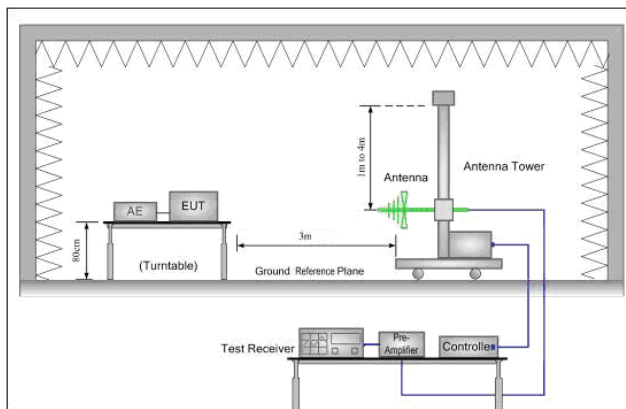 1m to 4m
Antenna
Antenna Tower
AE
EUT
3m
80cm
(Turntable)
Ground Reference Plane
Test Receiver
Pre-
Amplifier
Controller